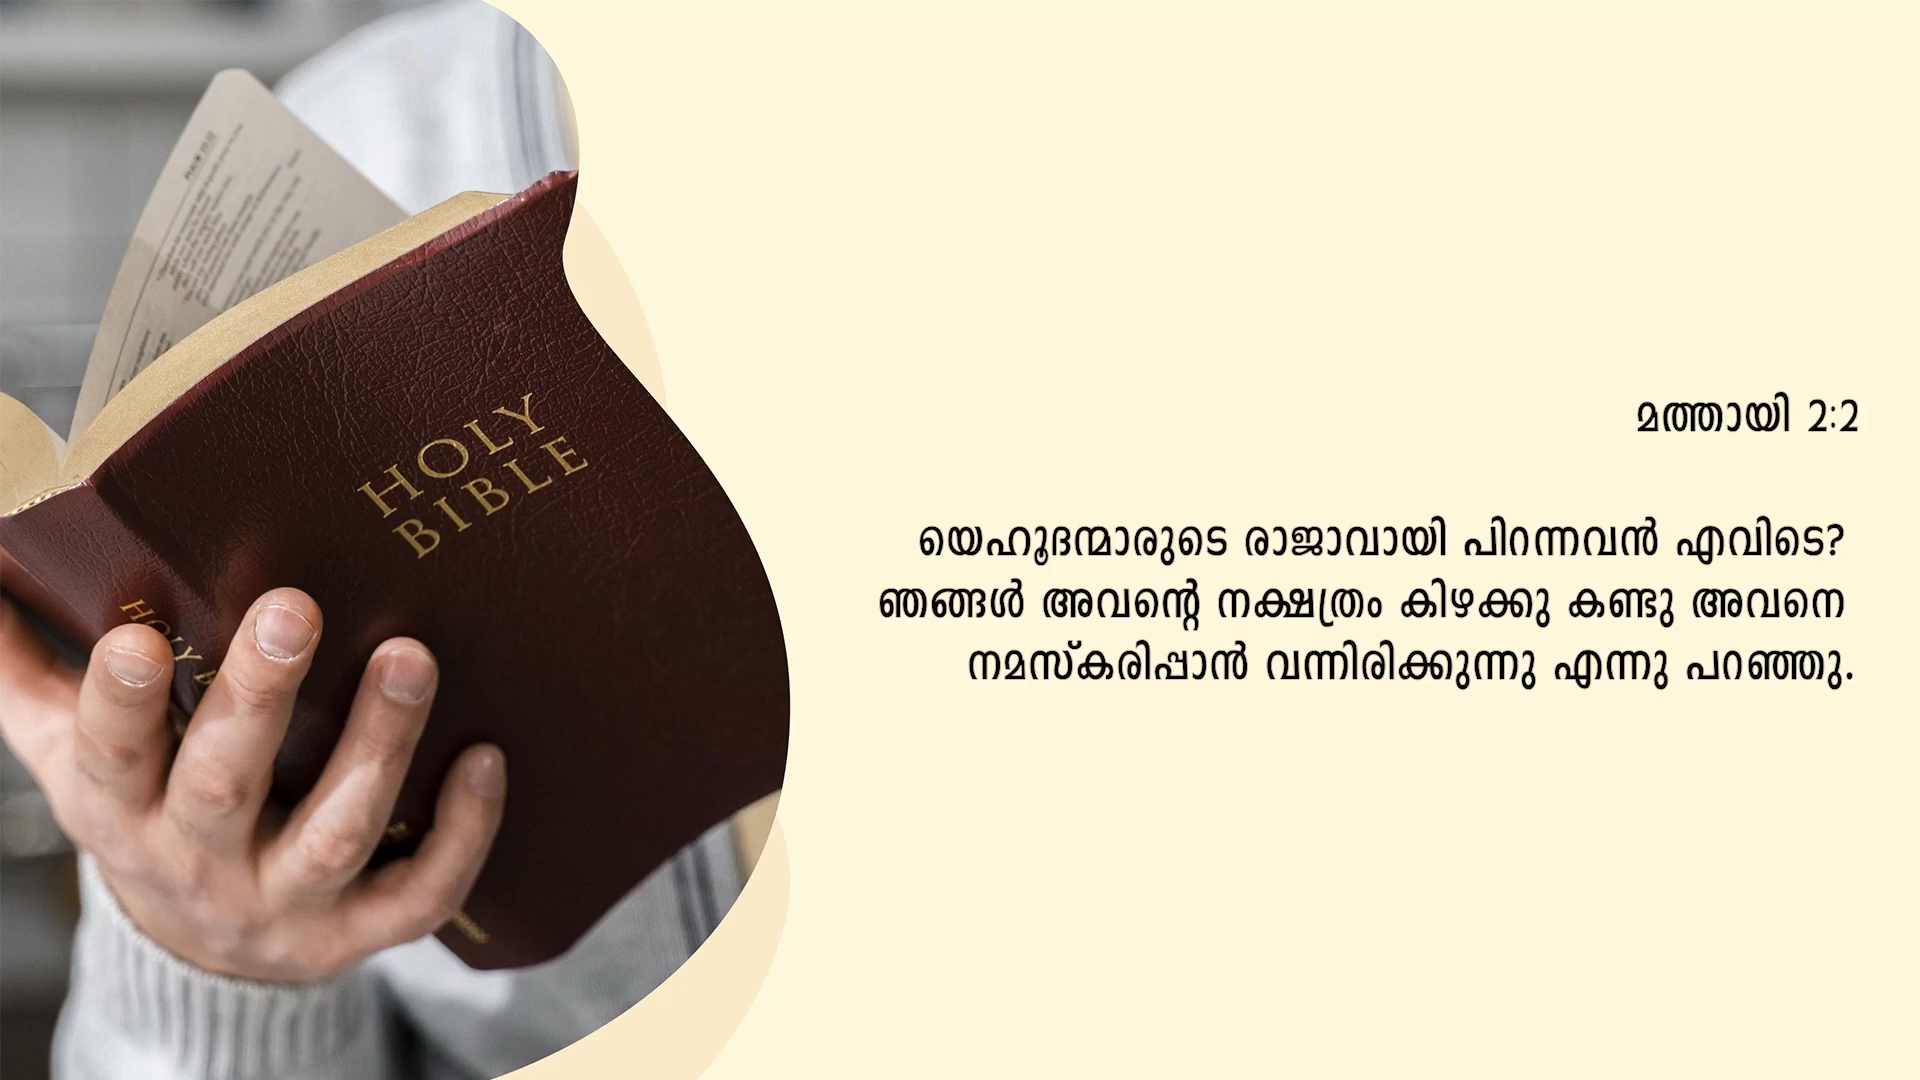 HOLY
BIBLE
HOLY B
മത്തായി 2:2
യെഹൂദന്മാരുടെ രാജാവായി പിറന്നവൻ എവിടെ?
ഞങ്ങൾ അവന്റെ നക്ഷത്രം കിഴക്കു കണ്ടു അവനെ
നമസ്കരിപ്പാൻ വന്നിരിക്കുന്നു എന്നു പറഞ്ഞു.